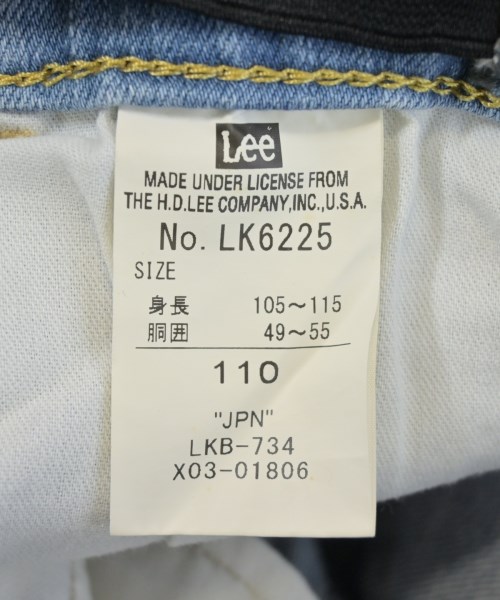 Lee
MADE UNDER LICENSE FROM
THE H.D.LEE COMPANY,INC.,U.S.A.
No. LK6225
SIZE
身長 105〜115
胴囲 49〜55
110
"JPN"
LKB-734
X03-01806